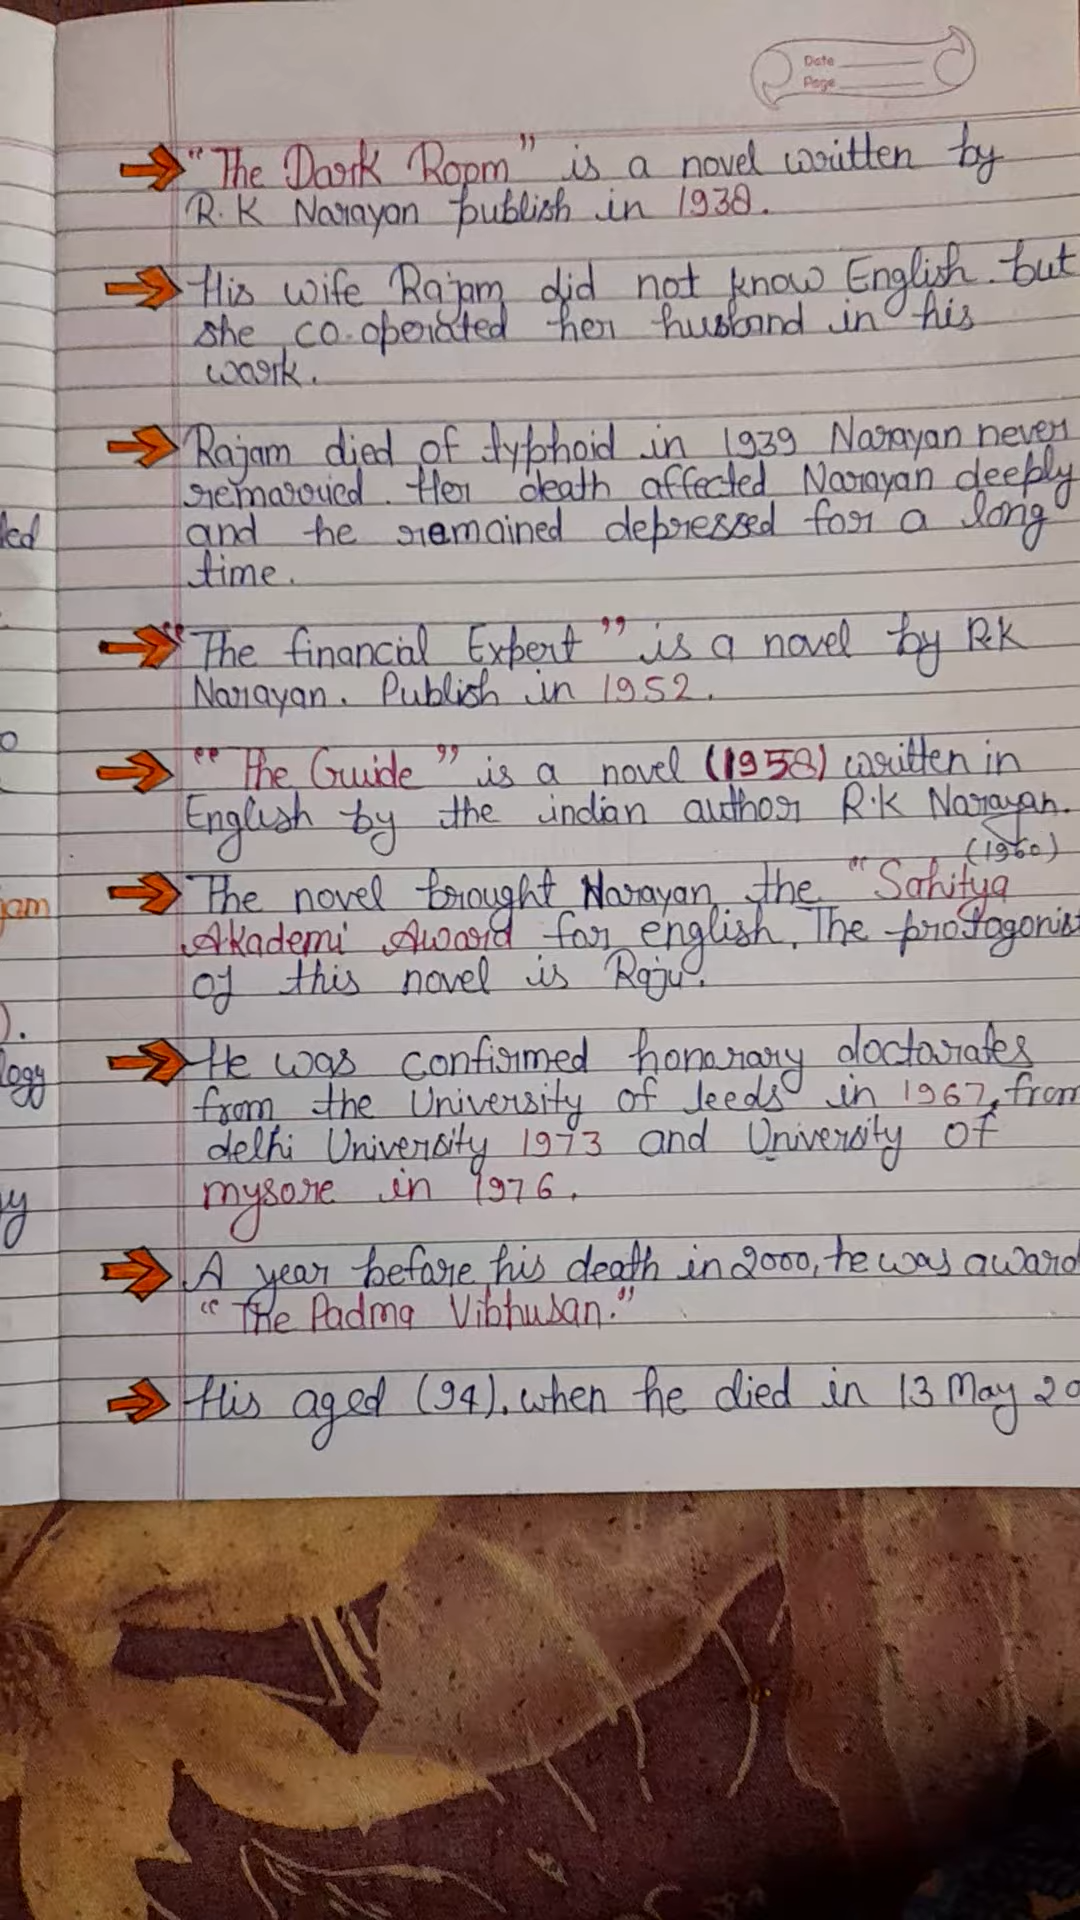 Date
Page
"The Dark Room" is a novel written by
R.K Narayan publish in 1938.
His wife Rajam did not know English. but
she co-operated her husband in his
work.
Rajam died of typhoid in 1939 Narayan never
remarried. Her death affected Narayan deeply
and he remained depressed for a long
time.
"The financial Expert" is a novel by R.K
Narayan. Publish in 1952.
"The Guide" is a novel (1958) written in
English by the indian author R.K Narayan.
(1960)
The novel brought Narayan the "Sahitya
Akademi Award for english. The protagonist
of this novel is Raju.
He was confirmed honorary doctorates
from the University of leeds in 1967, from
delhi University 1973 and University of
mysore in 1976.
A year before his death in 2000, he was award
"The Padma Vibhusan."
His aged (94). when he died in 13 May 20